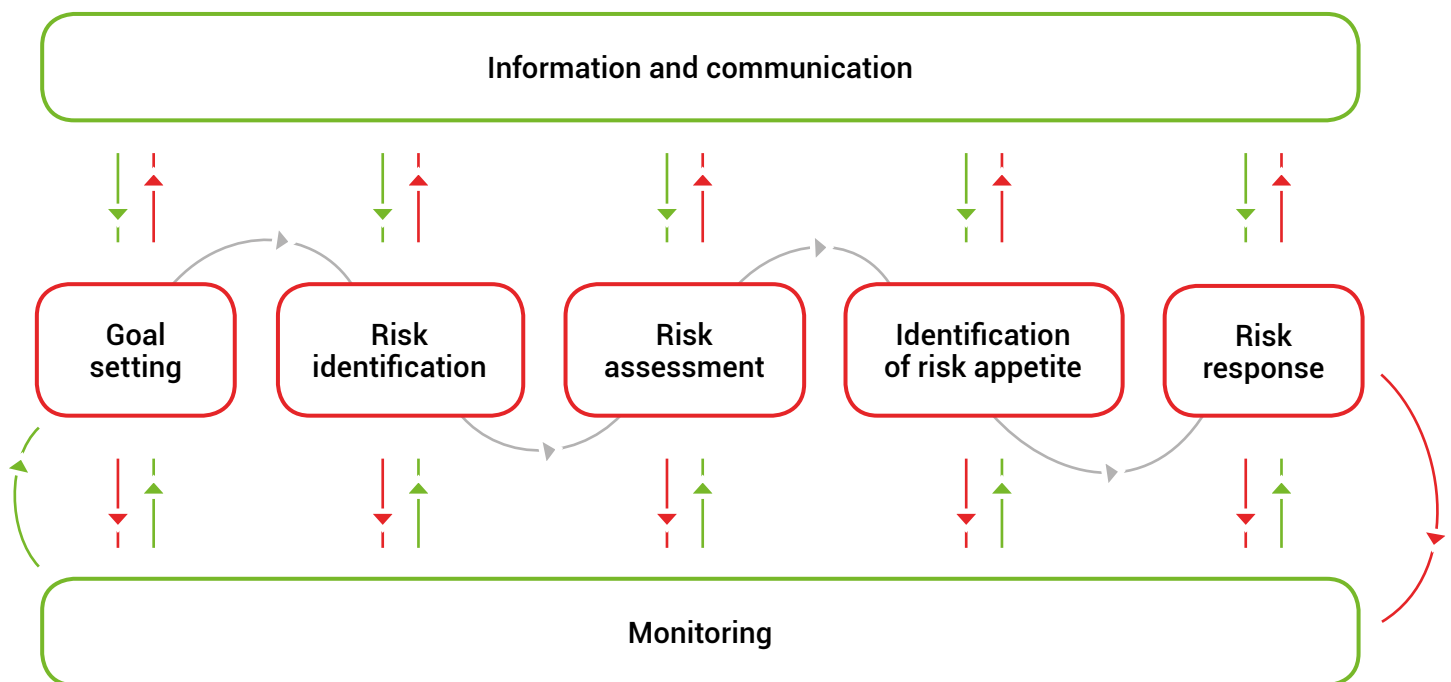 Information and communication
Goal
setting
Risk
identification
Risk
assessment
Identification
of risk appetite
Risk
response
Monitoring